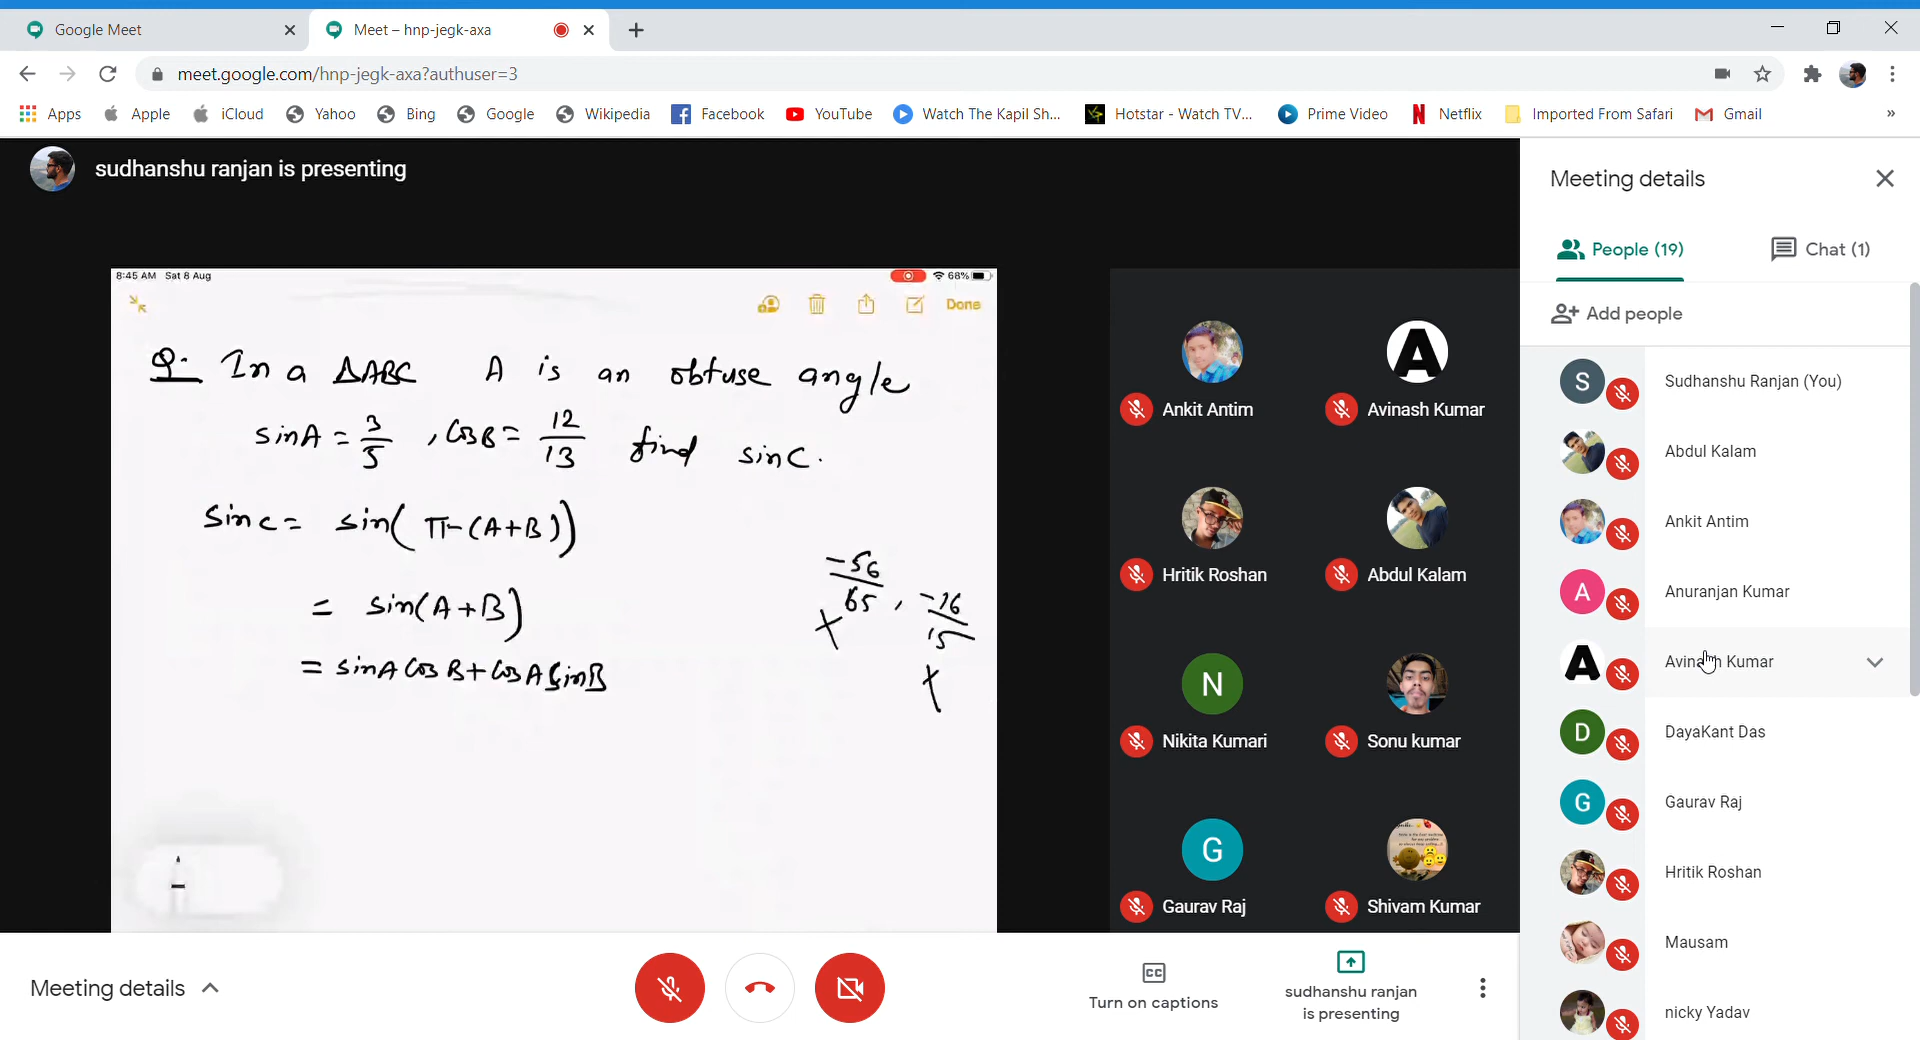 Google Meet
Meet – hnp-jegk-axa
meet.google.com/hnp-jegk-axa?authuser=3
Apps Apple iCloud Yahoo Bing Google Wikipedia Facebook YouTube Watch The Kapil Sh... Hotstar - Watch TV... Prime Video Netflix Imported From Safari Gmail »
sudhanshu ranjan is presenting
8:45 AM Sat 8 Aug 68%
Done
Q. In a ΔABC A is an obtuse angle
sinA = 3/5 , cosB = 12/13 find sinC.
sinc = sin(π-(A+B))
= sin(A+B)
= sinA cosB + cosA sinB
-56/65 , -16/15
Ankit Antim
Avinash Kumar
Hritik Roshan
Abdul Kalam
N
Nikita Kumari
Sonu kumar
G
Gaurav Raj
Shivam Kumar
Meeting details
People (19)
Chat (1)
Add people
S Sudhanshu Ranjan (You)
Abdul Kalam
Ankit Antim
A Anuranjan Kumar
A Avinash Kumar
D DayaKant Das
G Gaurav Raj
Hritik Roshan
Mausam
nicky Yadav
Meeting details
CC
Turn on captions
sudhanshu ranjan
is presenting